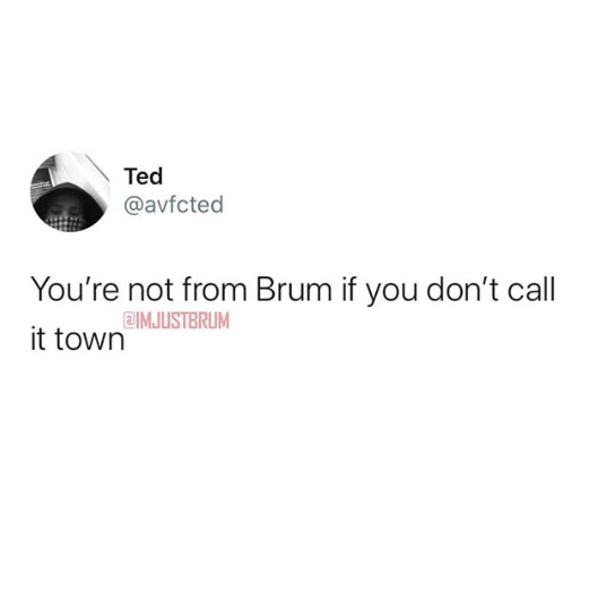 Ted
@avfcted
You’re not from Brum if you don’t call
it town
@IMJUSTBRUM